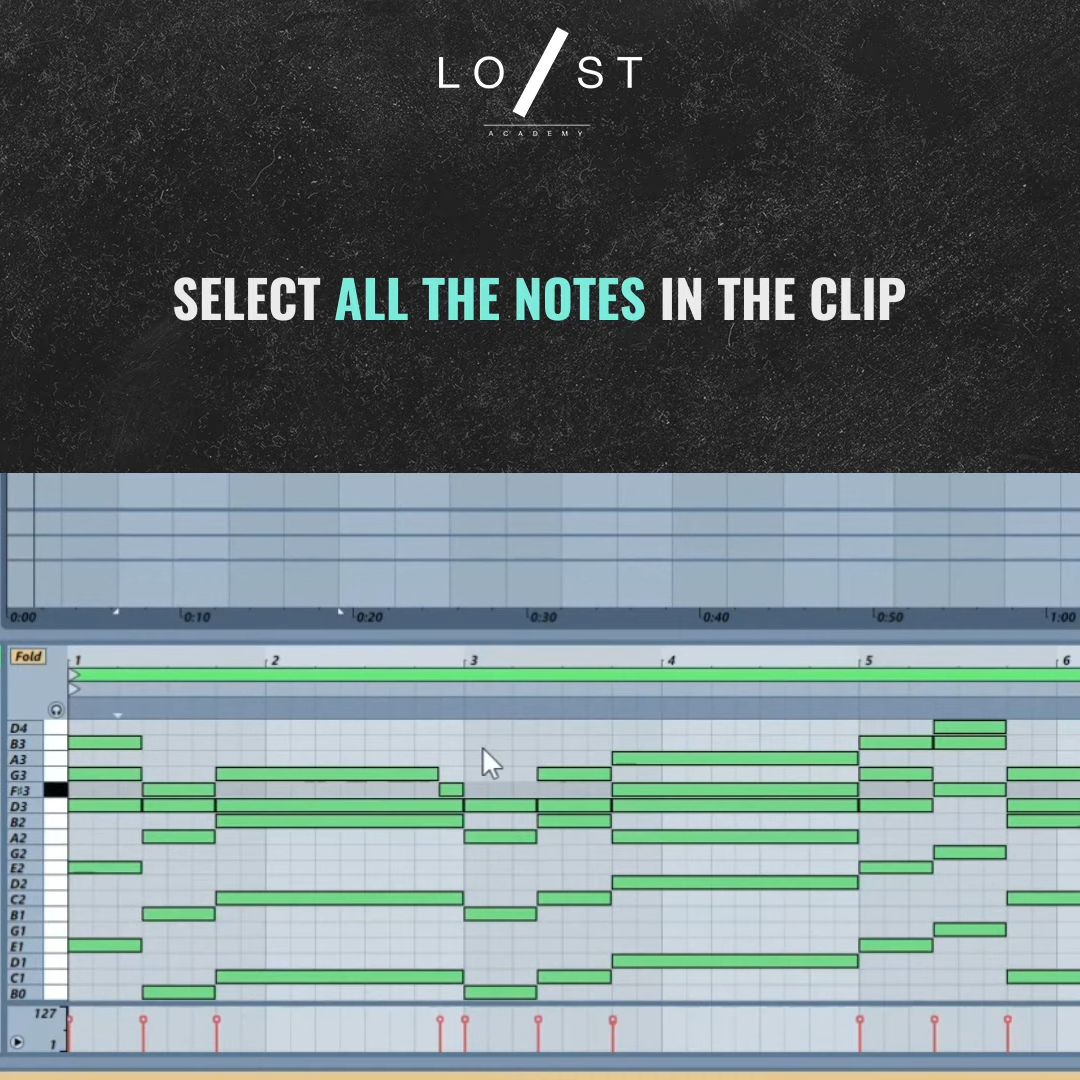 LO/ST
ACADEMY
SELECT ALL THE NOTES IN THE CLIP
0:00 0:10 0:20 0:30 0:40 0:50 1:00
Fold 1 2 3 4 5 6
D4
B3
A3
G3
F♯3
D3
B2
A2
G2
E2
D2
C2
B1
G1
E1
D1
C1
B0
127
1